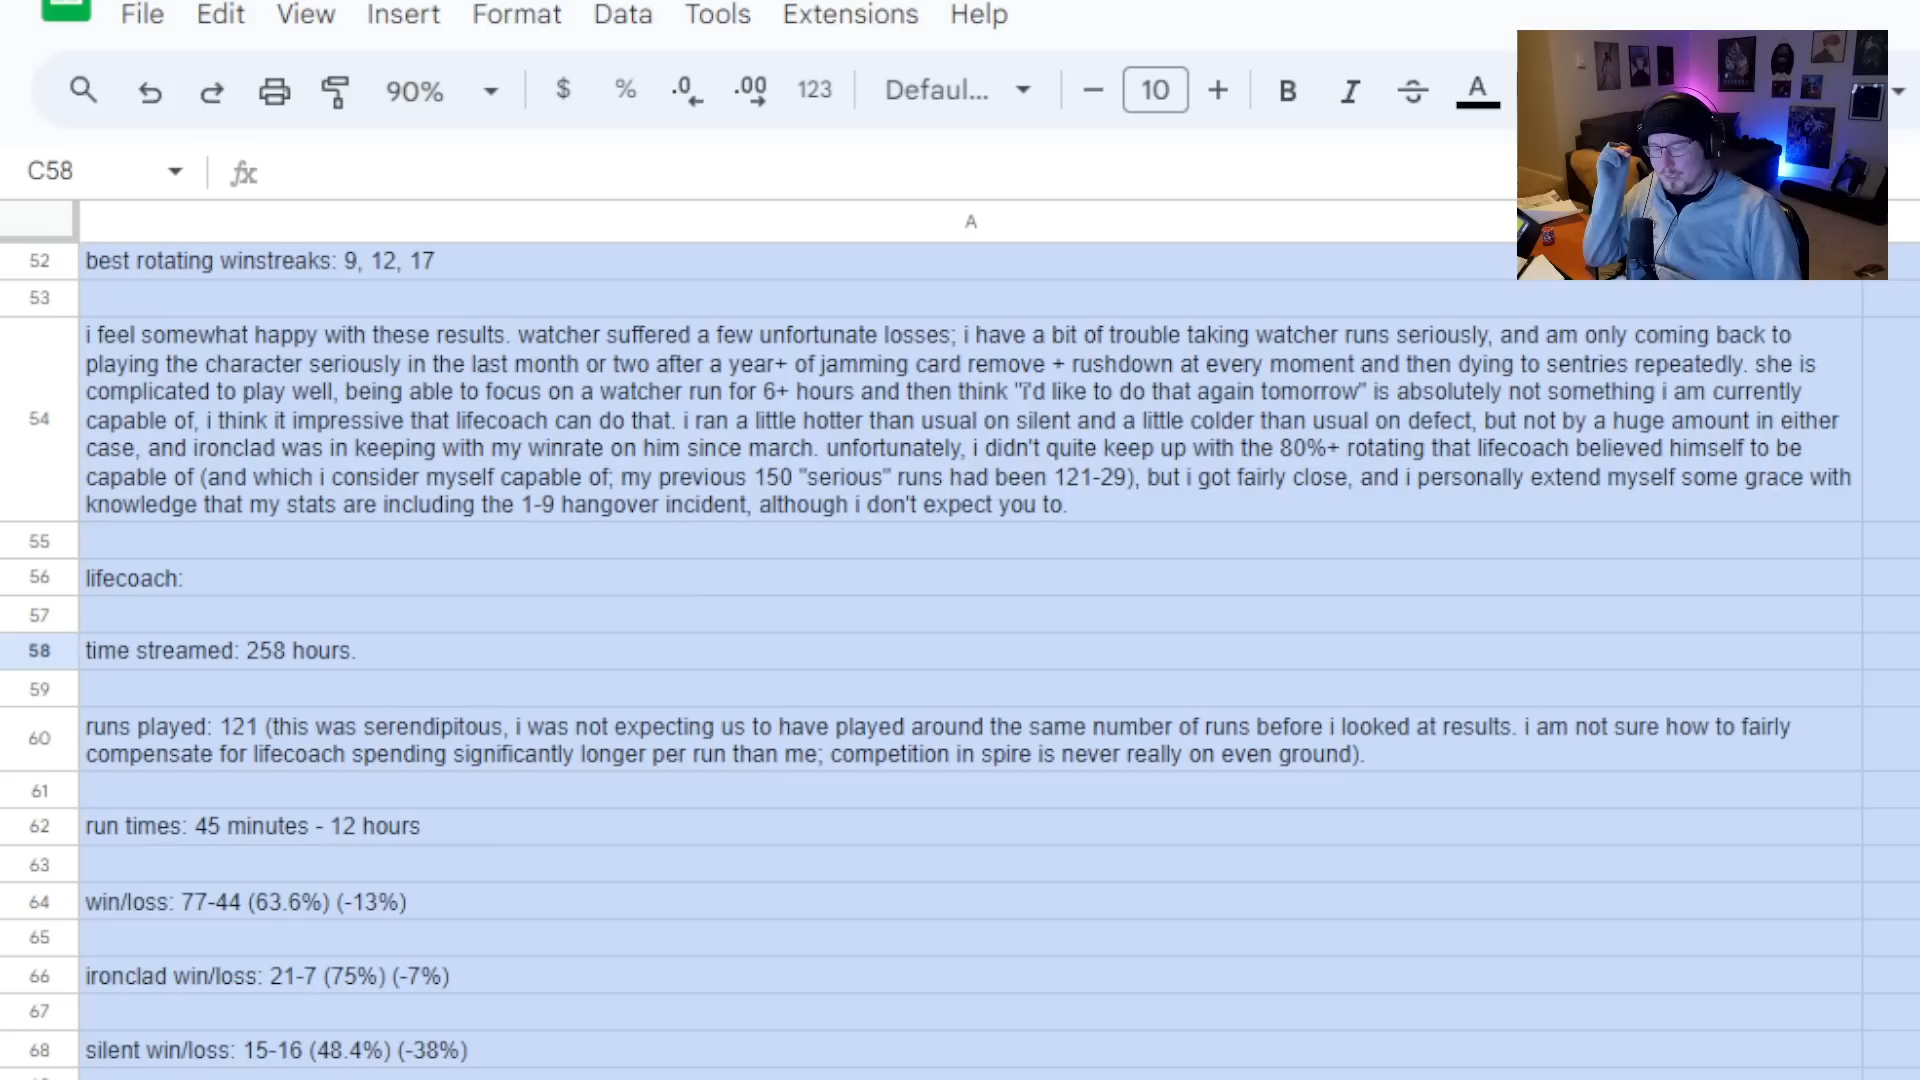 File Edit View Insert Format Data Tools Extensions Help
90% $ % .0 .00 123 Defaul... − 10 + B I S A
C58 fx
A
52 best rotating winstreaks: 9, 12, 17
53
i feel somewhat happy with these results. watcher suffered a few unfortunate losses; i have a bit of trouble taking watcher runs seriously, and am only coming back to
playing the character seriously in the last month or two after a year+ of jamming card remove + rushdown at every moment and then dying to sentries repeatedly. she is
complicated to play well, being able to focus on a watcher run for 6+ hours and then think "i'd like to do that again tomorrow" is absolutely not something i am currently
54 capable of, i think it impressive that lifecoach can do that. i ran a little hotter than usual on silent and a little colder than usual on defect, but not by a huge amount in either
case, and ironclad was in keeping with my winrate on him since march. unfortunately, i didn't quite keep up with the 80%+ rotating that lifecoach believed himself to be
capable of (and which i consider myself capable of; my previous 150 "serious" runs had been 121-29), but i got fairly close, and i personally extend myself some grace with
knowledge that my stats are including the 1-9 hangover incident, although i don't expect you to.
55
56 lifecoach:
57
58 time streamed: 258 hours.
59
60 runs played: 121 (this was serendipitous, i was not expecting us to have played around the same number of runs before i looked at results. i am not sure how to fairly
compensate for lifecoach spending significantly longer per run than me; competition in spire is never really on even ground).
61
62 run times: 45 minutes - 12 hours
63
64 win/loss: 77-44 (63.6%) (-13%)
65
66 ironclad win/loss: 21-7 (75%) (-7%)
67
68 silent win/loss: 15-16 (48.4%) (-38%)